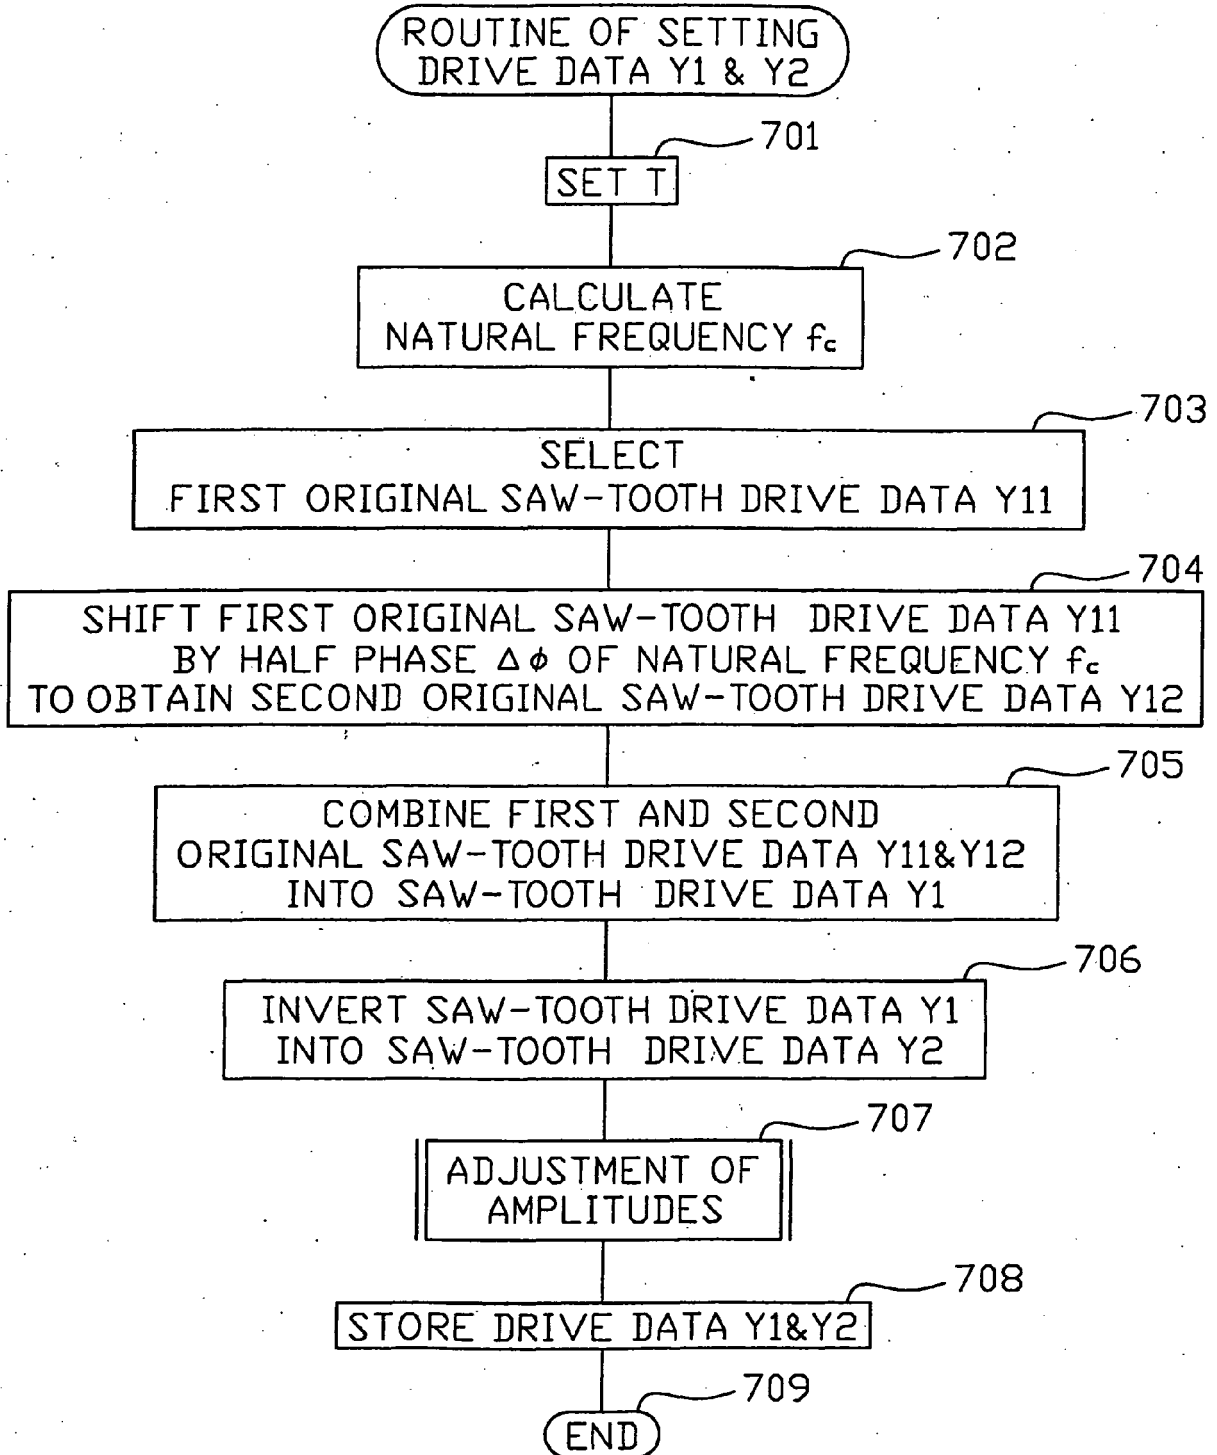 ROUTINE OF SETTING
DRIVE DATA Y1 & Y2
701
SET T
702
CALCULATE
NATURAL FREQUENCY fc
703
SELECT
FIRST ORIGINAL SAW-TOOTH DRIVE DATA Y11
704
SHIFT FIRST ORIGINAL SAW-TOOTH DRIVE DATA Y11
BY HALF PHASE Δϕ OF NATURAL FREQUENCY fc
TO OBTAIN SECOND ORIGINAL SAW-TOOTH DRIVE DATA Y12
705
COMBINE FIRST AND SECOND
ORIGINAL SAW-TOOTH DRIVE DATA Y11&Y12
INTO SAW-TOOTH DRIVE DATA Y1
706
INVERT SAW-TOOTH DRIVE DATA Y1
INTO SAW-TOOTH DRIVE DATA Y2
707
ADJUSTMENT OF
AMPLITUDES
708
STORE DRIVE DATA Y1&Y2
709
END